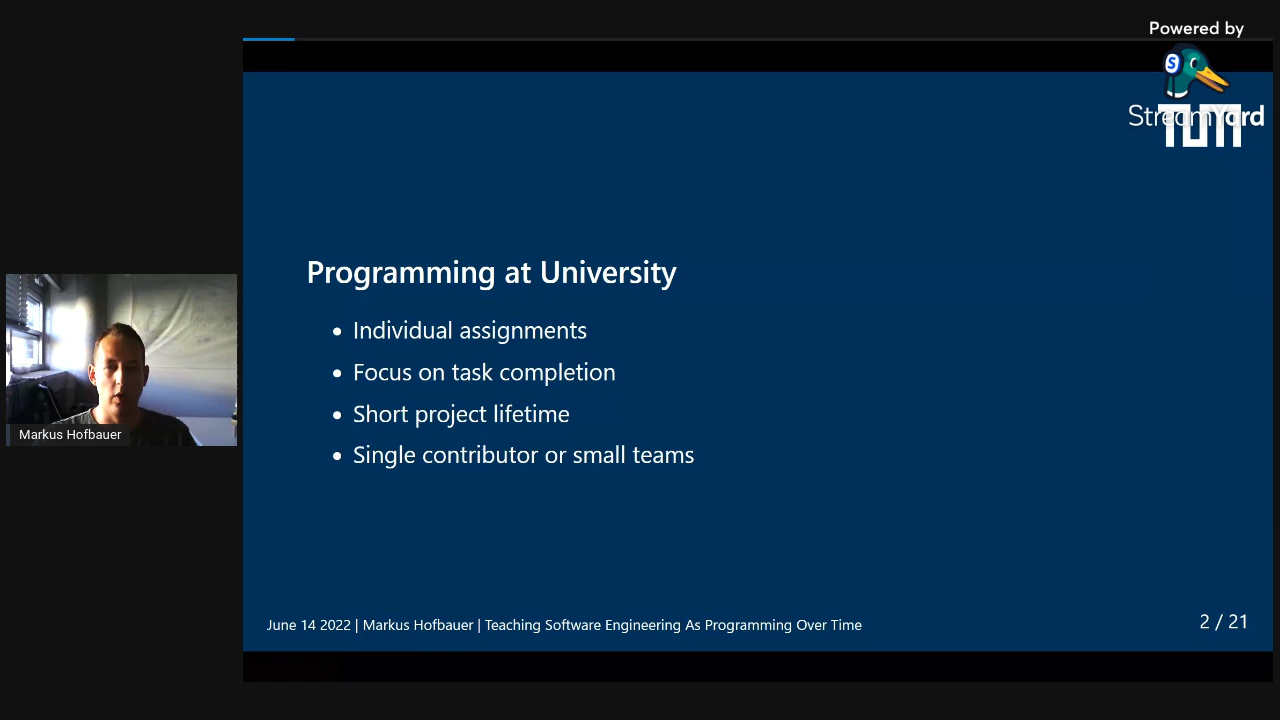 Powered by
S
StreamYard
TUM
Programming at University
• Individual assignments
• Focus on task completion
• Short project lifetime
• Single contributor or small teams
Markus Hofbauer
June 14 2022 | Markus Hofbauer | Teaching Software Engineering As Programming Over Time
2 / 21